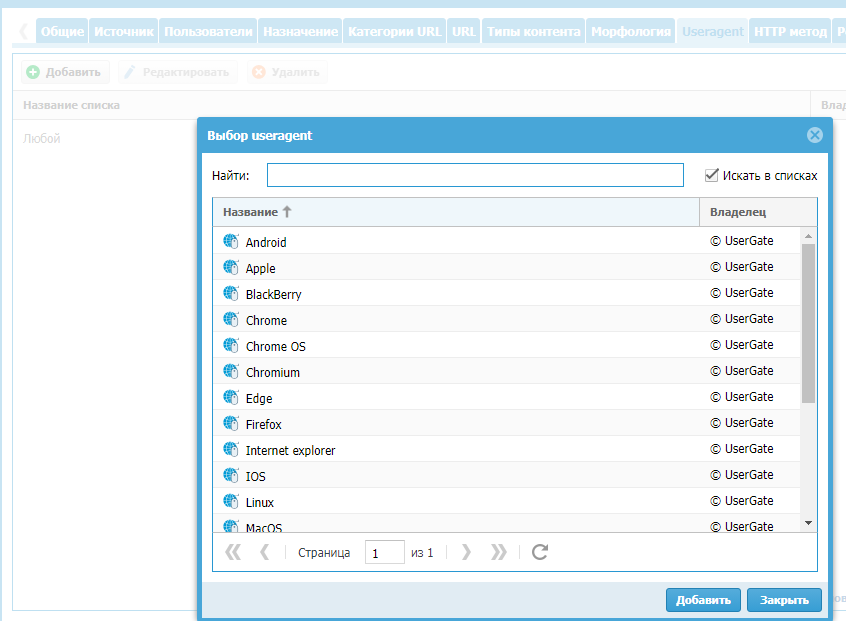 Общие Источник Пользователи Назначение Категории URL URL Типы контента Морфология Useragent HTTP метод
Добавить Редактировать Удалить
Название списка
Любой
Выбор useragent
Найти: Искать в списках
Название Владелец
Android © UserGate
Apple © UserGate
BlackBerry © UserGate
Chrome © UserGate
Chrome OS © UserGate
Chromium © UserGate
Edge © UserGate
Firefox © UserGate
Internet explorer © UserGate
IOS © UserGate
Linux © UserGate
MacOS © UserGate
Страница 1 из 1
Добавить Закрыть